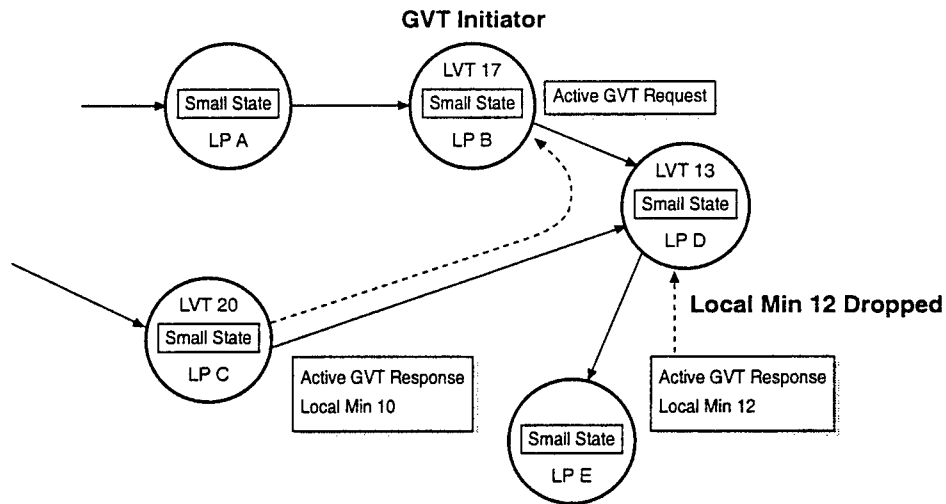 GVT Initiator
LVT 17
Small State
LP A
Small State
LP B
Active GVT Request
LVT 13
Small State
LP D
LVT 20
Small State
LP C
Local Min 12 Dropped
Active GVT Response
Local Min 10
Active GVT Response
Local Min 12
Small State
LP E